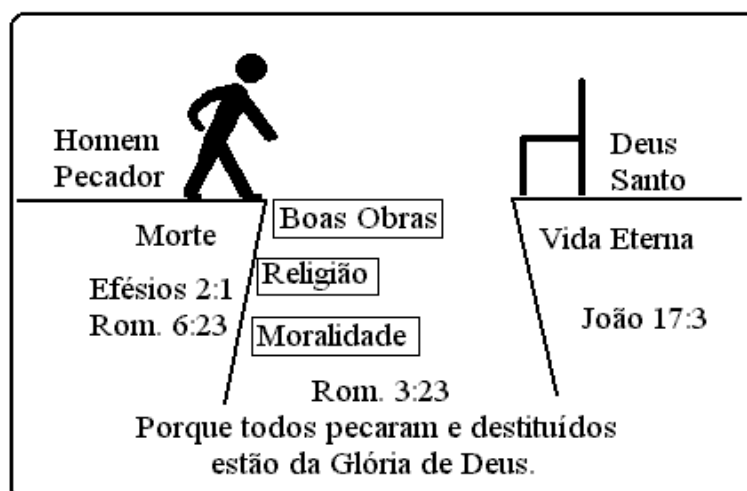 Homem
Pecador
Deus
Santo
Boas Obras
Morte
Vida Eterna
Religião
Efésios 2:1
Rom. 6:23
João 17:3
Moralidade
Rom. 3:23
Porque todos pecaram e destituídos
estão da Glória de Deus.